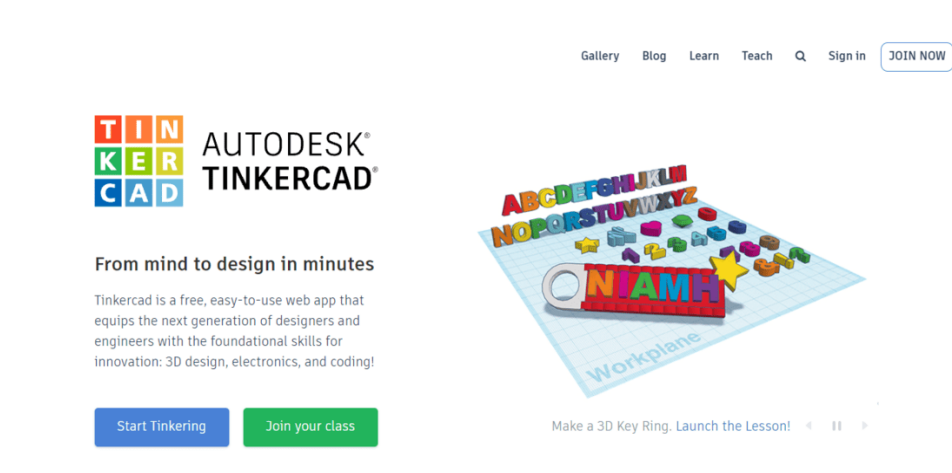 Gallery Blog Learn Teach Sign in JOIN NOW
TIN
KER
CAD
AUTODESK®
TINKERCAD®
ABCDEFGHIJKLM
NOPQRSTUVWXYZ
NIAMH
Workplane
From mind to design in minutes
Tinkercad is a free, easy-to-use web app that
equips the next generation of designers and
engineers with the foundational skills for
innovation: 3D design, electronics, and coding!
Start Tinkering
Join your class
Make a 3D Key Ring. Launch the Lesson!